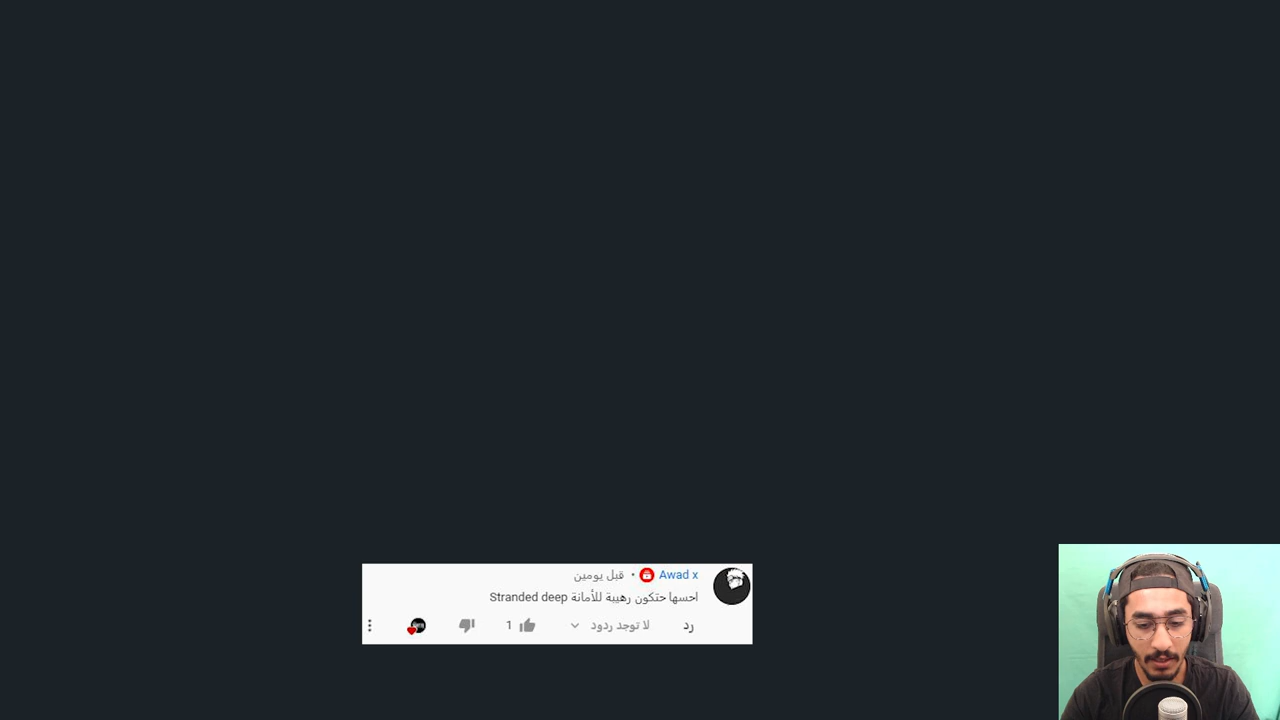 Awad x • قبل يومين
احسها حتكون رهيبة للأمانة Stranded deep
رد لا توجد ردود 1